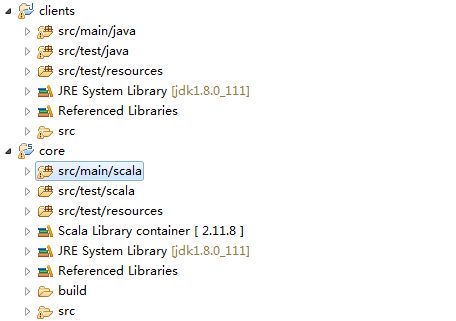 clients
src/main/java
src/test/java
src/test/resources
JRE System Library [jdk1.8.0_111]
Referenced Libraries
src
core
src/main/scala
src/test/scala
src/test/resources
Scala Library container [ 2.11.8 ]
JRE System Library [jdk1.8.0_111]
Referenced Libraries
build
src